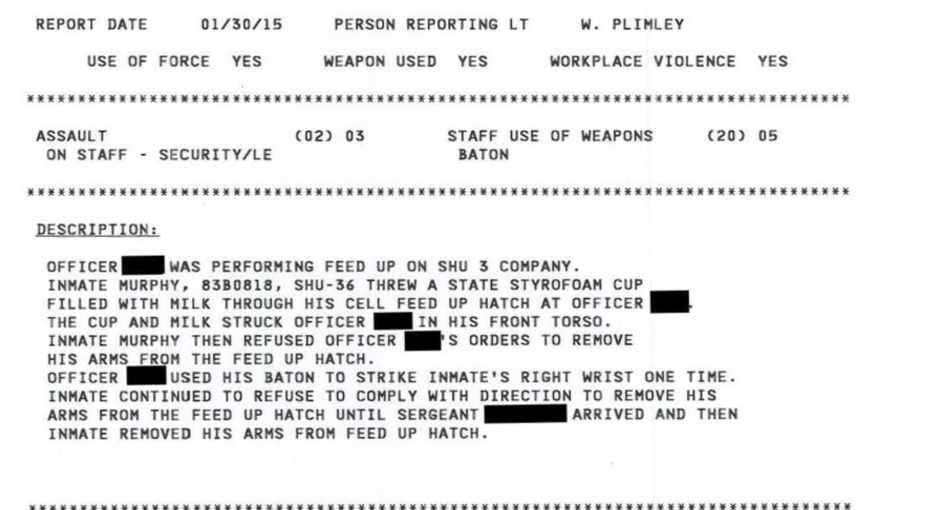 REPORT DATE 01/30/15 PERSON REPORTING LT W. PLIMLEY
USE OF FORCE YES WEAPON USED YES WORKPLACE VIOLENCE YES
*******************************************************************************
ASSAULT (02) 03 STAFF USE OF WEAPONS (20) 05
ON STAFF - SECURITY/LE BATON
*******************************************************************************
DESCRIPTION:
OFFICER WAS PERFORMING FEED UP ON SHU 3 COMPANY.
INMATE MURPHY, 83B0818, SHU-36 THREW A STATE STYROFOAM CUP
FILLED WITH MILK THROUGH HIS CELL FEED UP HATCH AT OFFICER .
THE CUP AND MILK STRUCK OFFICER IN HIS FRONT TORSO.
INMATE MURPHY THEN REFUSED OFFICER 'S ORDERS TO REMOVE
HIS ARMS FROM THE FEED UP HATCH.
OFFICER USED HIS BATON TO STRIKE INMATE'S RIGHT WRIST ONE TIME.
INMATE CONTINUED TO REFUSE TO COMPLY WITH DIRECTION TO REMOVE HIS
ARMS FROM THE FEED UP HATCH UNTIL SERGEANT ARRIVED AND THEN
INMATE REMOVED HIS ARMS FROM FEED UP HATCH.
*******************************************************************************